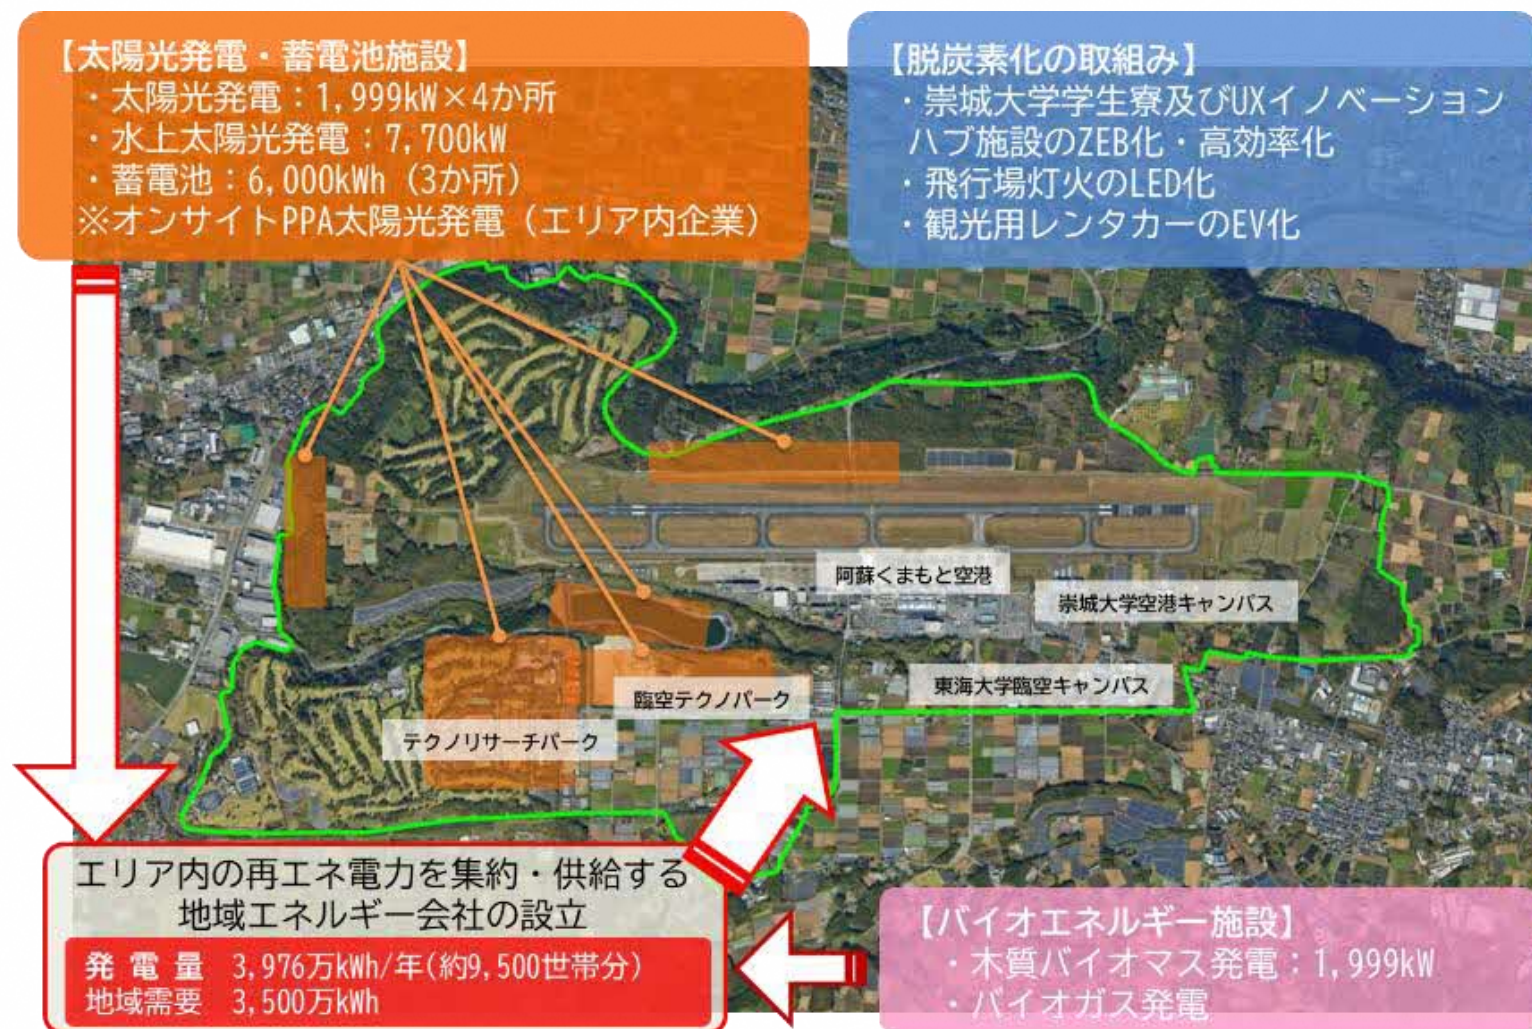 【太陽光発電・蓄電池施設】
・太陽光発電：1,999kW×4か所
・水上太陽光発電：7,700kW
・蓄電池：6,000kWh（3か所）
※オンサイトPPA太陽光発電（エリア内企業）
【脱炭素化の取組み】
・崇城大学学生寮及びUXイノベーション
ハブ施設のZEB化・高効率化
・飛行場灯火のLED化
・観光用レンタカーのEV化
阿蘇くまもと空港
崇城大学空港キャンパス
東海大学臨空キャンパス
臨空テクノパーク
テクノリサーチパーク
エリア内の再エネ電力を集約・供給する
地域エネルギー会社の設立
発電量 3,976万kWh/年(約9,500世帯分)
地域需要 3,500万kWh
【バイオエネルギー施設】
・木質バイオマス発電：1,999kW
・バイオガス発電